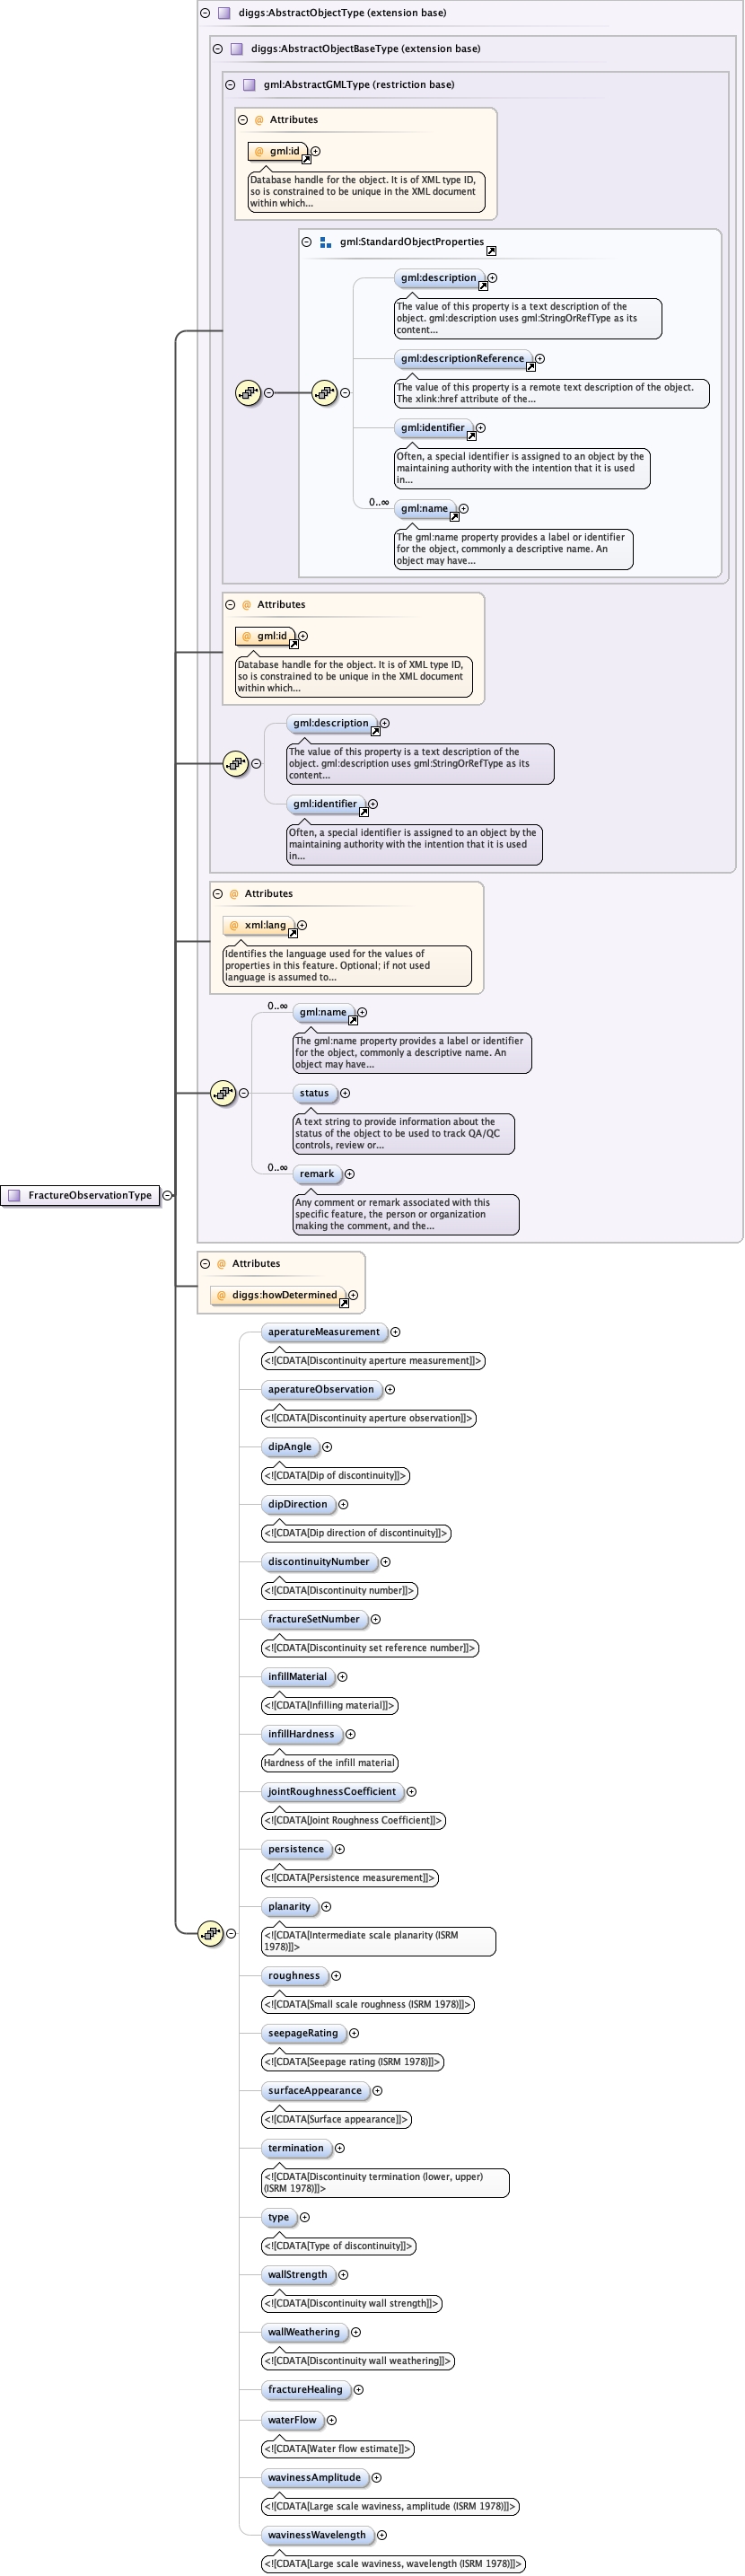 diggs:AbstractObjectType (extension base)
diggs:AbstractObjectBaseType (extension base)
gml:AbstractGMLType (restriction base)
@ Attributes
@ gml:id
Database handle for the object. It is of XML type ID,
so is constrained to be unique in the XML document
within which...
gml:StandardObjectProperties
gml:description
The value of this property is a text description of the
object. gml:description uses gml:StringOrRefType as its
content...
gml:descriptionReference
The value of this property is a remote text description of the object.
The xlink:href attribute of the...
gml:identifier
Often, a special identifier is assigned to an object by the
maintaining authority with the intention that it is used
in...
0..∞
gml:name
The gml:name property provides a label or identifier
for the object, commonly a descriptive name. An
object may have...
@ Attributes
@ gml:id
Database handle for the object. It is of XML type ID,
so is constrained to be unique in the XML document
within which...
gml:description
The value of this property is a text description of the
object. gml:description uses gml:StringOrRefType as its
content...
gml:identifier
Often, a special identifier is assigned to an object by the
maintaining authority with the intention that it is used
in...
@ Attributes
@ xml:lang
Identifies the language used for the values of
properties in this feature. Optional; if not used
language is assumed to...
0..∞
gml:name
The gml:name property provides a label or identifier
for the object, commonly a descriptive name. An
object may have...
status
A text string to provide information about the
status of the object to be used to track QA/QC
controls, review or...
0..∞
remark
Any comment or remark associated with this
specific feature, the person or organization
making the comment, and the...
FractureObservationType
@ Attributes
@ diggs:howDetermined
aperatureMeasurement
<![CDATA[Discontinuity aperture measurement]]>
aperatureObservation
<![CDATA[Discontinuity aperture observation]]>
dipAngle
<![CDATA[Dip of discontinuity]]>
dipDirection
<![CDATA[Dip direction of discontinuity]]>
discontinuityNumber
<![CDATA[Discontinuity number]]>
fractureSetNumber
<![CDATA[Discontinuity set reference number]]>
infillMaterial
<![CDATA[Infilling material]]>
infillHardness
Hardness of the infill material
jointRoughnessCoefficient
<![CDATA[Joint Roughness Coefficient]]>
persistence
<![CDATA[Persistence measurement]]>
planarity
<![CDATA[Intermediate scale planarity (ISRM
1978)]]>
roughness
<![CDATA[Small scale roughness (ISRM 1978)]]>
seepageRating
<![CDATA[Seepage rating (ISRM 1978)]]>
surfaceAppearance
<![CDATA[Surface appearance]]>
termination
<![CDATA[Discontinuity termination (lower, upper)
(ISRM 1978)]]>
type
<![CDATA[Type of discontinuity]]>
wallStrength
<![CDATA[Discontinuity wall strength]]>
wallWeathering
<![CDATA[Discontinuity wall weathering]]>
fractureHealing
waterFlow
<![CDATA[Water flow estimate]]>
wavinessAmplitude
<![CDATA[Large scale waviness, amplitude (ISRM 1978)]]>
wavinessWavelength
<![CDATA[Large scale waviness, wavelength (ISRM 1978)]]>